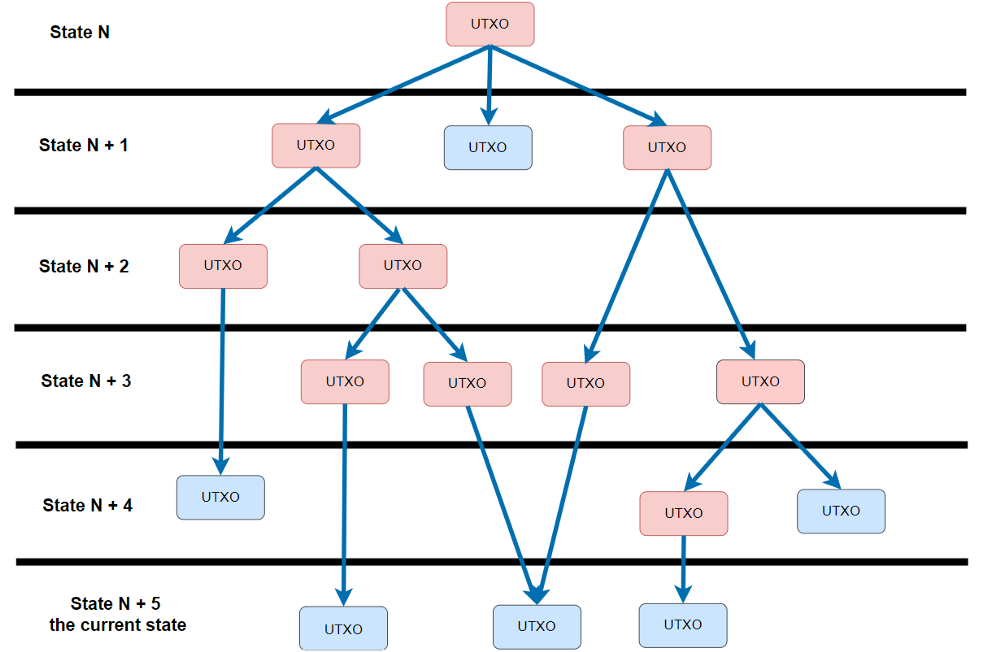 State N
UTXO
State N + 1
UTXO
UTXO
UTXO
State N + 2
UTXO
UTXO
State N + 3
UTXO
UTXO
UTXO
UTXO
State N + 4
UTXO
UTXO
UTXO
State N + 5
the current state
UTXO
UTXO
UTXO